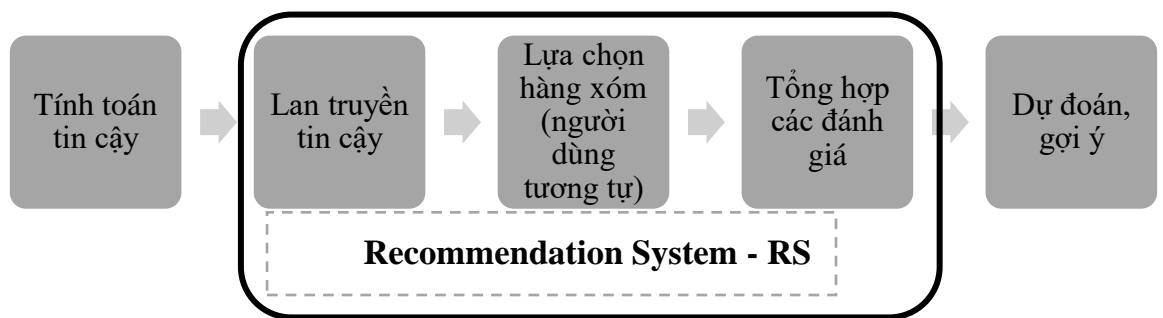 Tính toán
tin cậy
Lan truyền
tin cậy
Lựa chọn
hàng xóm
(người
dùng
tương tự)
Tổng hợp
các đánh
giá
Dự đoán,
gợi ý
Recommendation System - RS